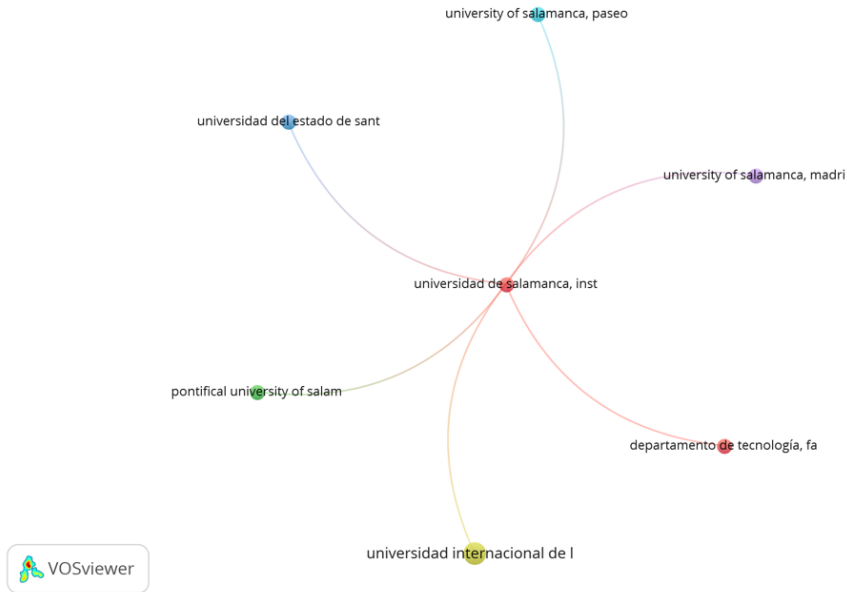 university of salamanca, paseo
universidad del estado de sant
university of salamanca, madri
universidad de salamanca, inst
pontifical university of salam
departamento de tecnología, fa
universidad internacional de l
VOSviewer